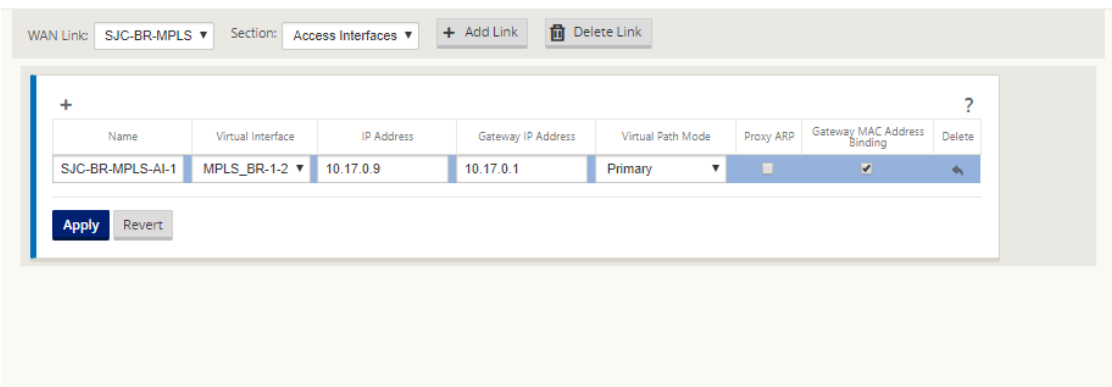 WAN Link: SJC-BR-MPLS ▼ Section: Access Interfaces ▼ + Add Link Delete Link
+ ?
Name Virtual Interface IP Address Gateway IP Address Virtual Path Mode Proxy ARP Gateway MAC Address Binding Delete
SJC-BR-MPLS-AI-1 MPLS_BR-1-2 ▼ 10.17.0.9 10.17.0.1 Primary ▼
Apply Revert